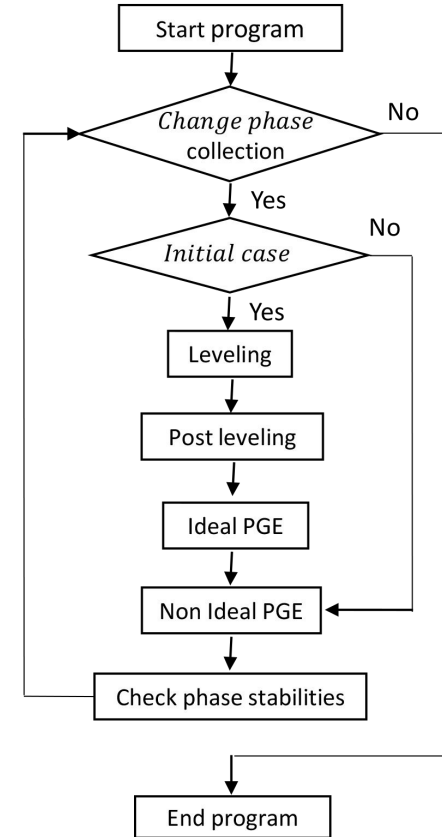 Start program
Change phase
collection
No
Yes
Initial case
No
Yes
Leveling
Post leveling
Ideal PGE
Non Ideal PGE
Check phase stabilities
End program